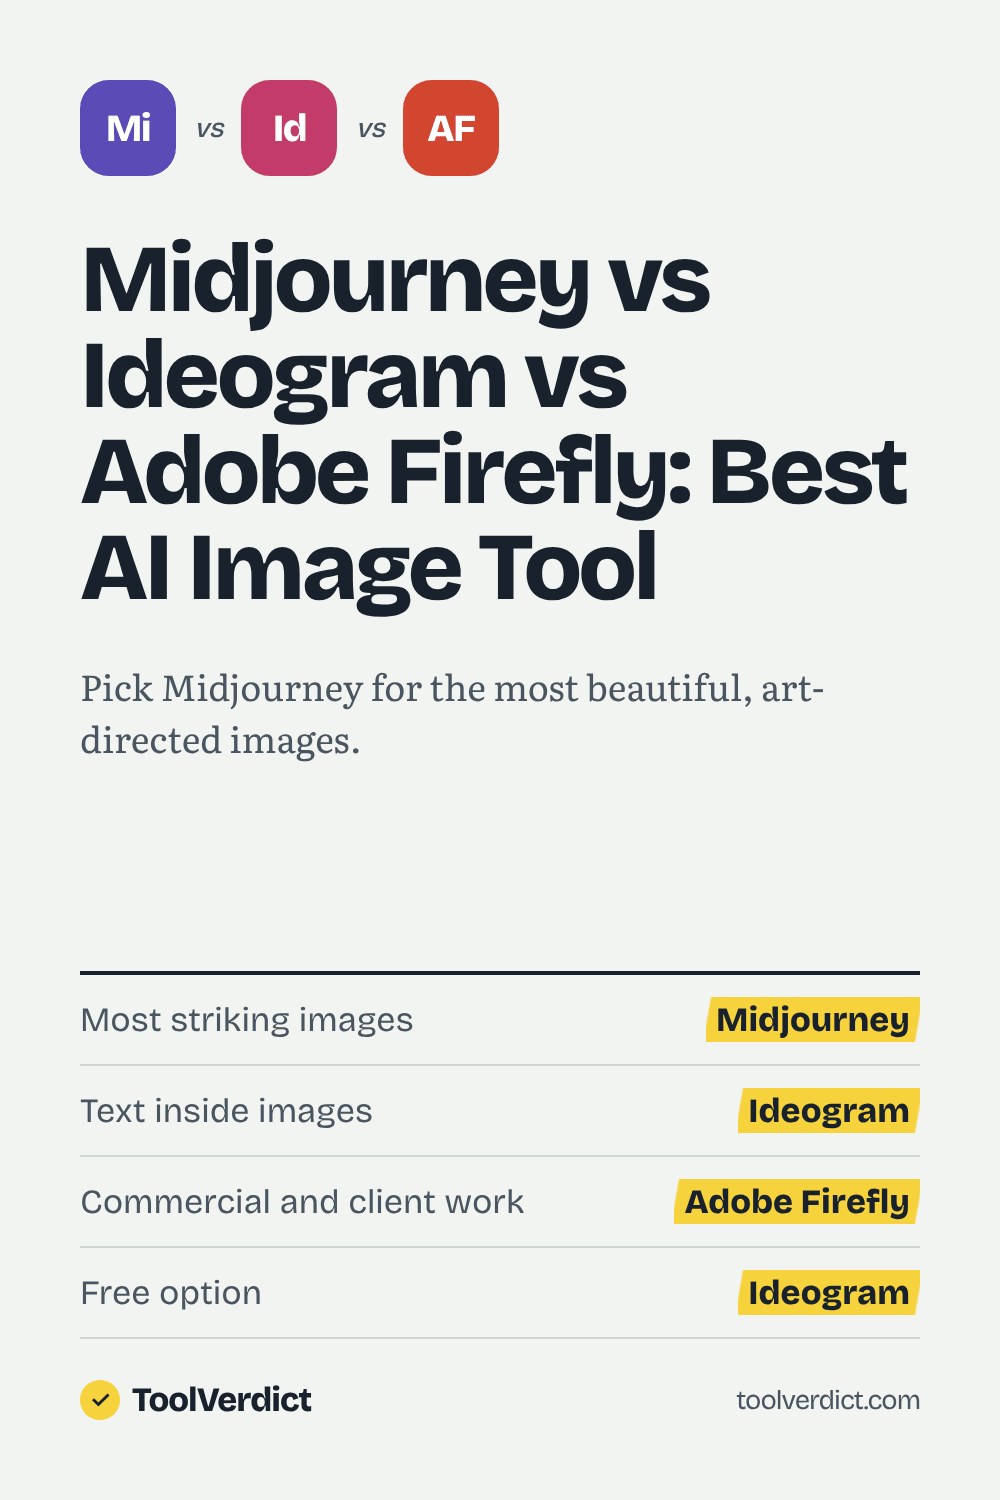 Mi vs Id vs AF
Midjourney vs
Ideogram vs
Adobe Firefly: Best
AI Image Tool
Pick Midjourney for the most beautiful, art-
directed images.
Most striking images Midjourney
Text inside images Ideogram
Commercial and client work Adobe Firefly
Free option Ideogram
ToolVerdict toolverdict.com